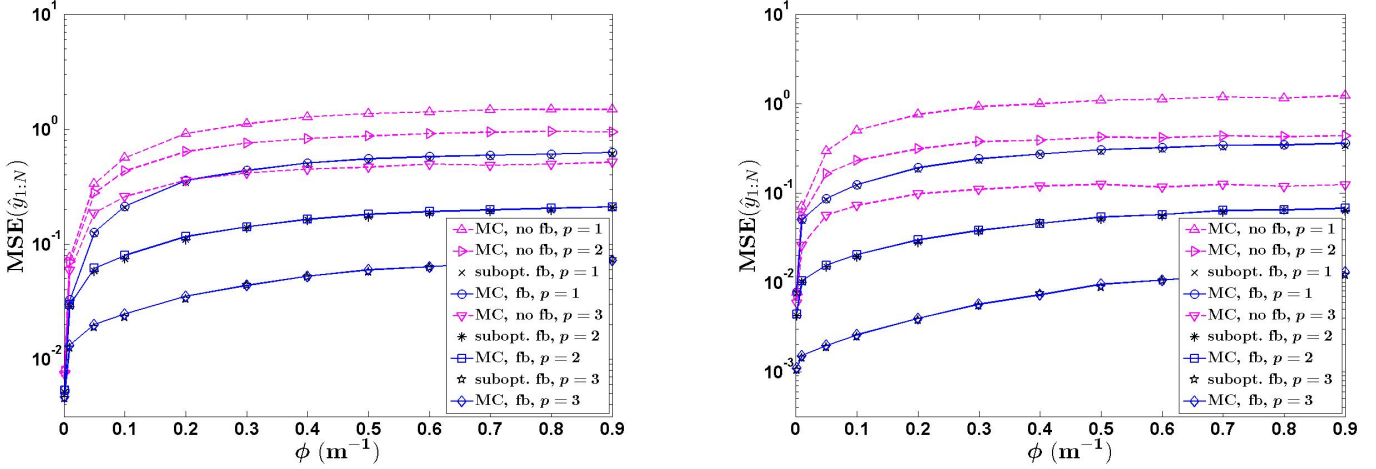 10^1
10^0
10^-1
10^-2
MSE(ŷ_{1:N})
0 0.1 0.2 0.3 0.4 0.5 0.6 0.7 0.8 0.9
ϕ (m^{-1})
MC, no fb, p = 1
MC, no fb, p = 2
subopt. fb, p = 1
MC, fb, p = 1
MC, no fb, p = 3
subopt. fb, p = 2
MC, fb, p = 2
subopt. fb, p = 3
MC, fb, p = 3
10^1
10^0
10^-1
10^-2
10^-3
MSE(ŷ_{1:N})
0 0.1 0.2 0.3 0.4 0.5 0.6 0.7 0.8 0.9
ϕ (m^{-1})
MC, no fb, p = 1
MC, no fb, p = 2
subopt. fb, p = 1
MC, fb, p = 1
MC, no fb, p = 3
subopt. fb, p = 2
MC, fb, p = 2
subopt. fb, p = 3
MC, fb, p = 3